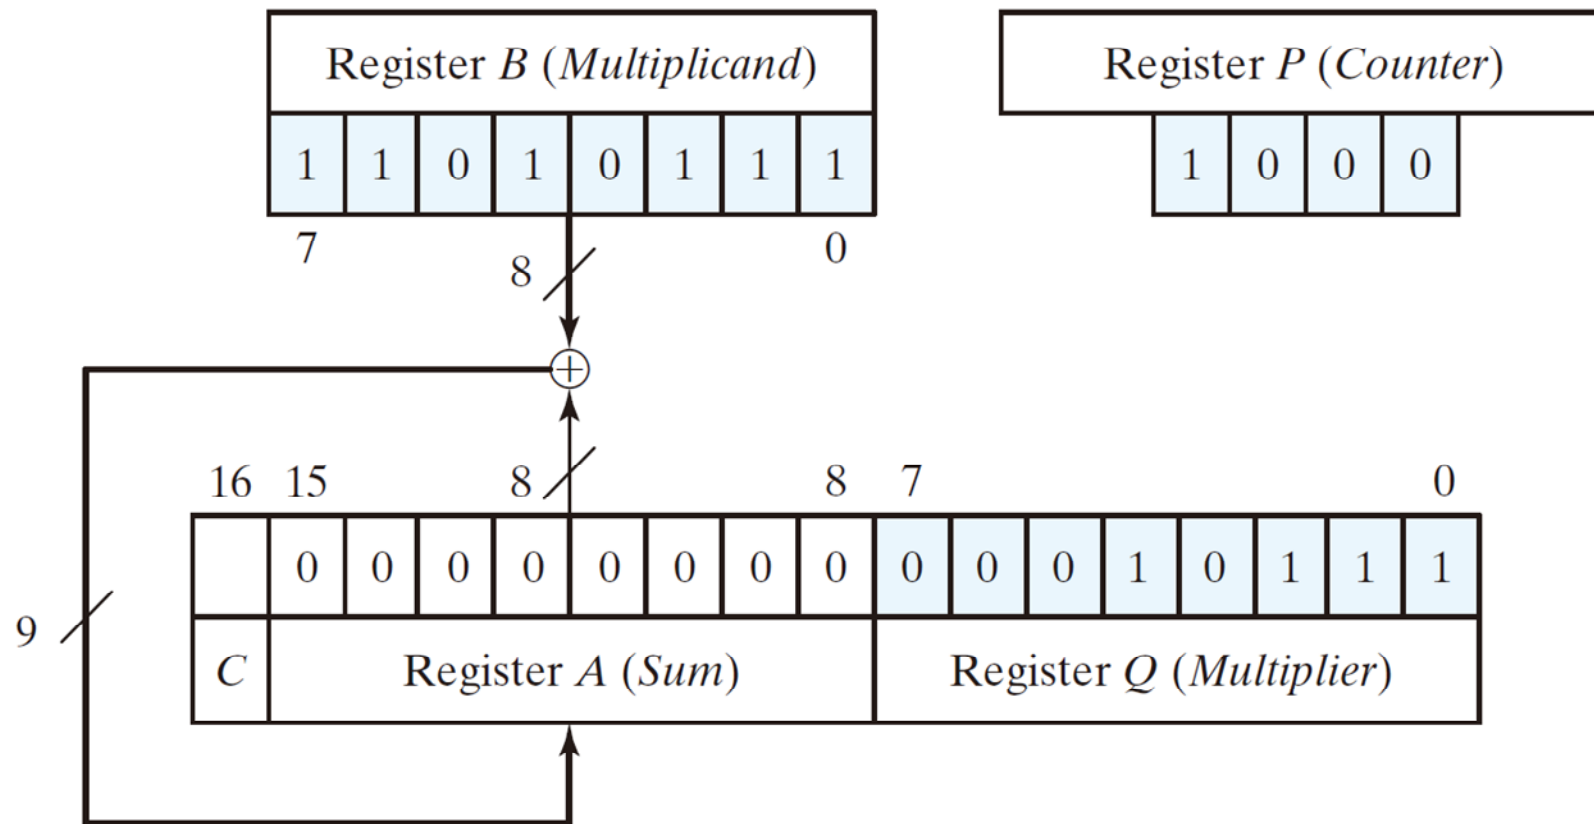 Register B (Multiplicand)
Register P (Counter)
1 1 0 1 0 1 1 1
1 0 0 0
7 0
8
16 15 8 8 7 0
0 0 0 0 0 0 0 0 0 0 0 1 0 1 1 1
9
C Register A (Sum) Register Q (Multiplier)